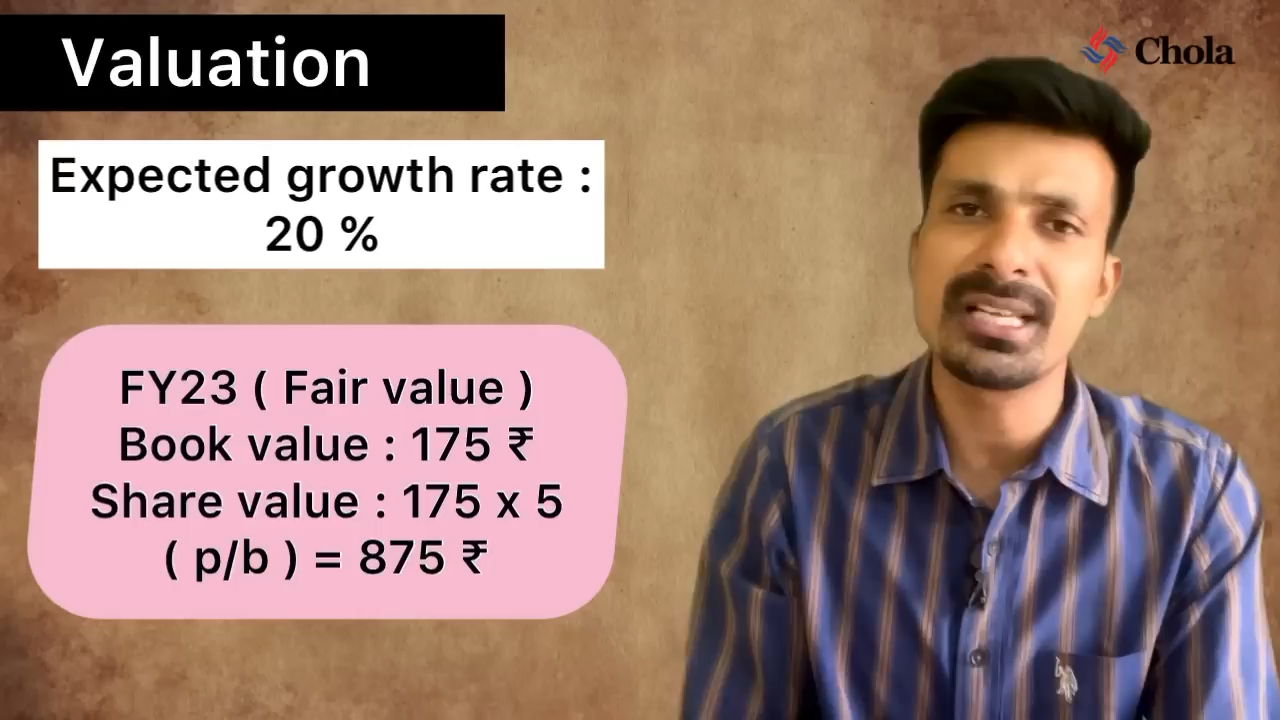 Valuation
Chola
Expected growth rate :
20 %
FY23 ( Fair value )
Book value : 175 ₹
Share value : 175 x 5
( p/b ) = 875 ₹